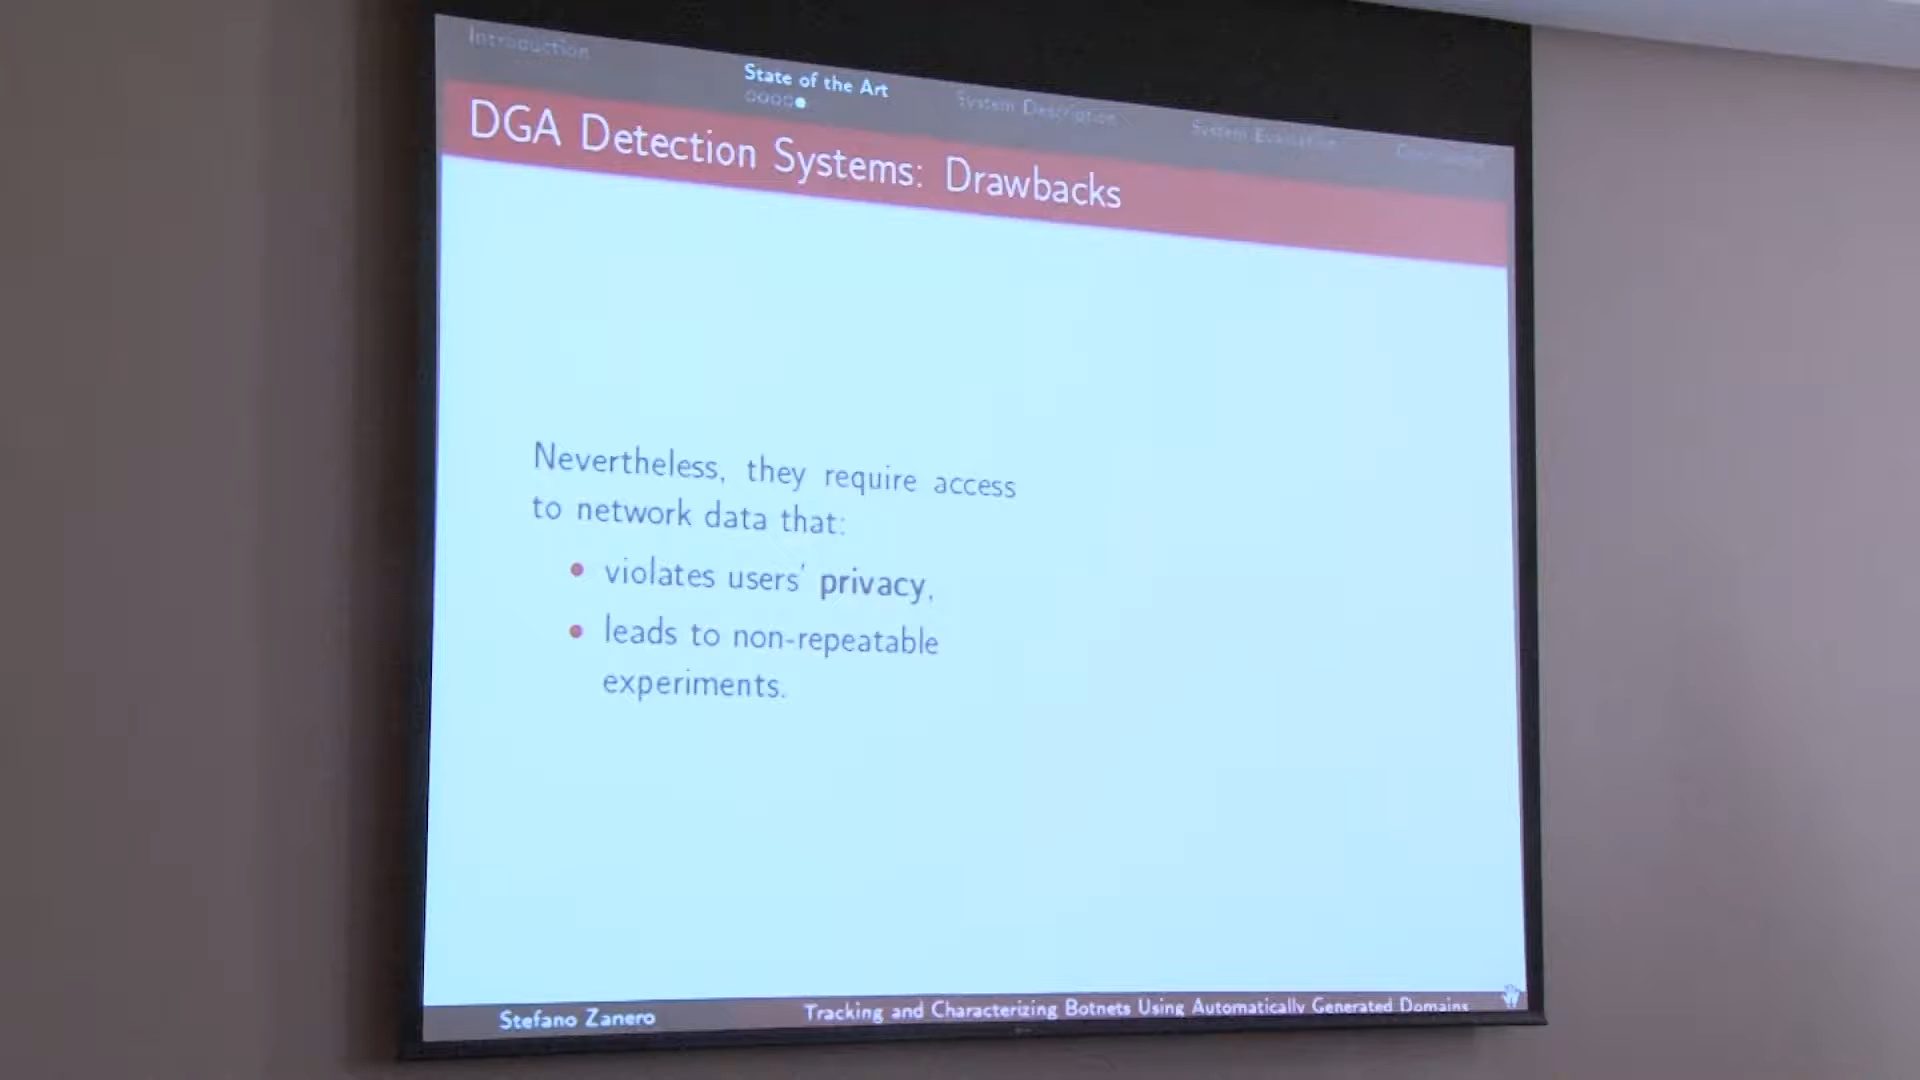 Introduction
State of the Art
System Description
System Evaluation
DGA Detection Systems: Drawbacks
Nevertheless, they require access
to network data that:
• violates users' privacy,
• leads to non-repeatable
experiments.
Stefano Zanero
Tracking and Characterizing Botnets Using Automatically Generated Domains